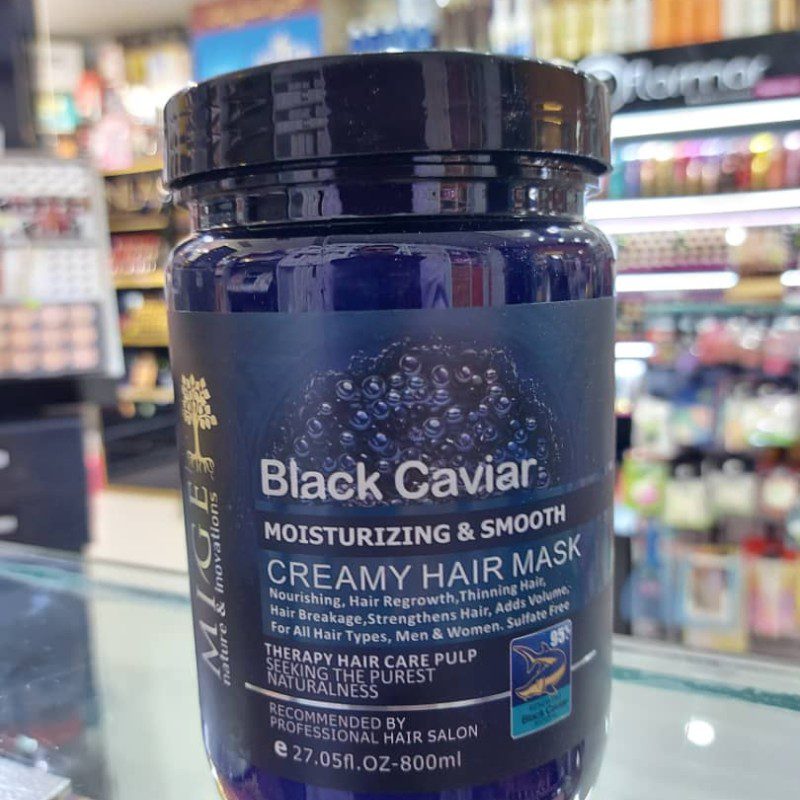 farmar
MIGE
nature & inovations
Black Caviar
MOISTURIZING & SMOOTH
CREAMY HAIR MASK
Nourishing, Hair Regrowth,Thinning Hair,
Hair Breakage,Strengthens Hair, Adds Volume,
For All Hair Types, Men & Women. Sulfate Free
THERAPY HAIR CARE PULP
SEEKING THE PUREST
NATURALNESS
95%
Black Caviar
RECOMMENDED BY
PROFESSIONAL HAIR SALON
e 27.05fl.OZ-800ml